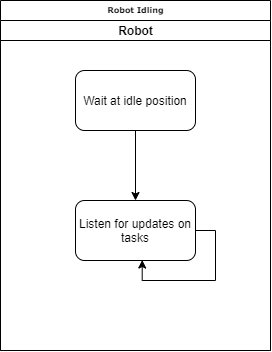 Robot Idling
Robot
Wait at idle position
Listen for updates on
tasks